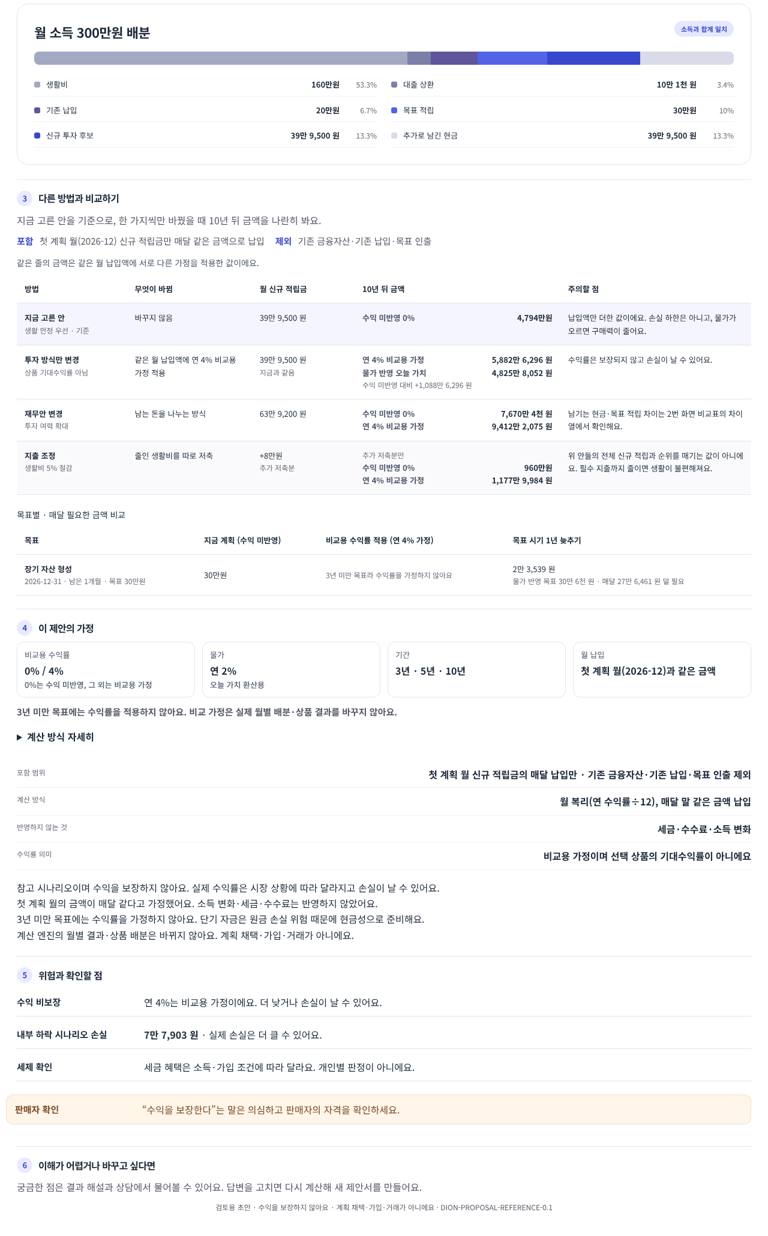 월 소득 300만원 배분
소득과 합계 일치
생활비 160만원 53.3% 대출 상환 10만 1천 원 3.4%
기존 납입 20만원 6.7% 목표 적립 30만원 10%
신규 투자 후보 39만 9,500 원 13.3% 추가로 남긴 현금 39만 9,500 원 13.3%
3 다른 방법과 비교하기
지금 고른 안을 기준으로, 한 가지씩만 바꿨을 때 10년 뒤 금액을 나란히 봐요.
포함 첫 계획 월(2026-12) 신규 적립금만 매달 같은 금액으로 납입 제외 기존 금융자산·기존 납입·목표 인출
같은 줄의 금액은 같은 월 납입액에 서로 다른 가정을 적용한 값이에요.
방법 무엇이 바뀜 월 신규 적립금 10년 뒤 금액 주의할 점
지금 고른 안 바꾸지 않음 39만 9,500 원 수익 미반영 0% 4,794만원 납입액만 더한 값이에요. 손실 하한은 아니고, 물가가
생활 안정 우선 · 기준 오르면 구매력이 줄어요.
투자 방식만 변경 같은 월 납입액에 연 4% 비교용 39만 9,500 원 연 4% 비교용 가정 5,882만 6,296 원 수익률은 보장되지 않고 손실이 날 수 있어요.
상품 기대수익률 아님 가정 적용 지금과 같음 물가 반영 오늘 가치 4,825만 8,052 원
수익 미반영 대비 +1,088만 6,296 원
재무안 변경 남는 돈을 나누는 방식 63만 9,200 원 수익 미반영 0% 7,670만 4천 원 남기는 현금·목표 적립 차이는 2번 화면 비교표의 차이
투자 여력 확대 연 4% 비교용 가정 9,412만 2,075 원 열에서 확인해요.
지출 조정 줄인 생활비를 따로 저축 +8만원 추가 저축분만 위 안들의 전체 신규 적립과 순위를 매기는 값이 아니에
생활비 5% 절감 추가 저축분 수익 미반영 0% 960만원 요. 필수 지출까지 줄이면 생활이 불편해져요.
연 4% 비교용 가정 1,177만 9,984 원
목표별 · 매달 필요한 금액 비교
목표 지금 계획 (수익 미반영) 비교용 수익률 적용 (연 4% 가정) 목표 시기 1년 늦추기
장기 자산 형성 30만원 3년 미만 목표라 수익률을 가정하지 않아요 2만 3,539 원
2026-12-31 · 남은 1개월 · 목표 30만원 물가 반영 목표 30만 6천 원 · 매달 27만 6,461 원 덜 필요
4 이 제안의 가정
비교용 수익률 물가 기간 월 납입
0% / 4% 연 2% 3년 · 5년 · 10년 첫 계획 월(2026-12)과 같은 금액
0%는 수익 미반영, 그 외는 비교용 가정 오늘 가치 환산용
3년 미만 목표에는 수익률을 적용하지 않아요. 비교 가정은 실제 월별 배분·상품 결과를 바꾸지 않아요.
▶ 계산 방식 자세히
포함 범위 첫 계획 월 신규 적립금의 매달 납입만 · 기존 금융자산·기존 납입·목표 인출 제외
계산 방식 월 복리(연 수익률÷12), 매달 말 같은 금액 납입
반영하지 않는 것 세금·수수료·소득 변화
수익률 의미 비교용 가정이며 선택 상품의 기대수익률이 아니에요
참고 시나리오이며 수익을 보장하지 않아요. 실제 수익률은 시장 상황에 따라 달라지고 손실이 날 수 있어요.
첫 계획 월의 금액이 매달 같다고 가정했어요. 소득 변화·세금·수수료는 반영하지 않았어요.
3년 미만 목표에는 수익률을 가정하지 않아요. 단기 자금은 원금 손실 위험 때문에 현금성으로 준비해요.
계산 엔진의 월별 결과·상품 배분은 바뀌지 않아요. 계획 채택·가입·거래가 아니에요.
5 위험과 확인할 점
수익 비보장 연 4%는 비교용 가정이에요. 더 낮거나 손실이 날 수 있어요.
내부 하락 시나리오 손실 7만 7,903 원 · 실제 손실은 더 클 수 있어요.
세제 확인 세금 혜택은 소득·가입 조건에 따라 달라요. 개인별 판정이 아니에요.
판매자 확인 “수익을 보장한다”는 말은 의심하고 판매자의 자격을 확인하세요.
6 이해가 어렵거나 바꾸고 싶다면
궁금한 점은 결과 해설과 상담에서 물어볼 수 있어요. 답변을 고치면 다시 계산해 새 제안서를 만들어요.
검토용 초안 · 수익을 보장하지 않아요 · 계획 채택·가입·거래가 아니에요 · DION-PROPOSAL-REFERENCE-0.1